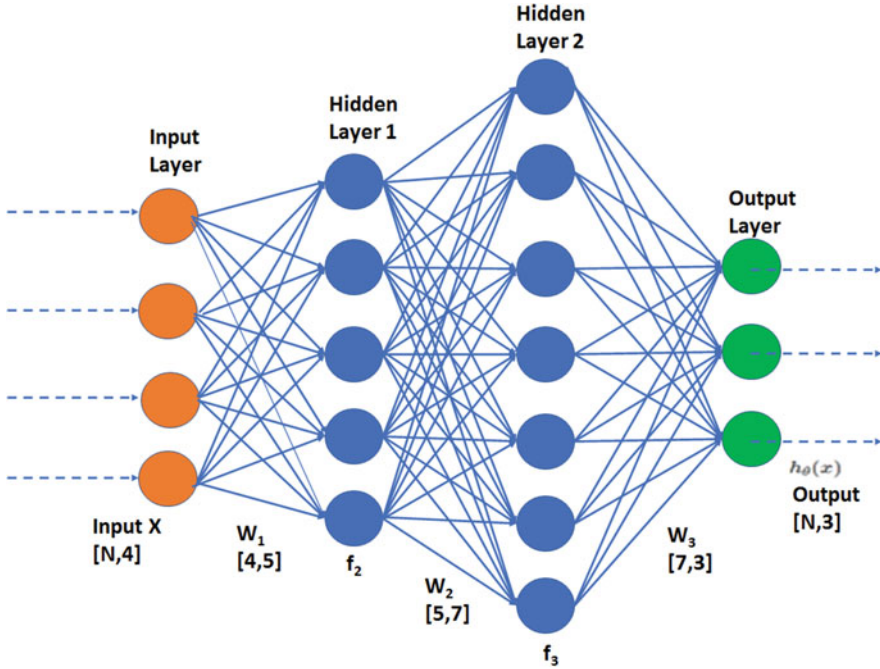 Hidden
Layer 2
Hidden
Layer 1
Input
Layer
Output
Layer
h_θ(x)
Output
[N,3]
Input X
[N,4]
W₁
[4,5]
f₂
W₂
[5,7]
W₃
[7,3]
f₃